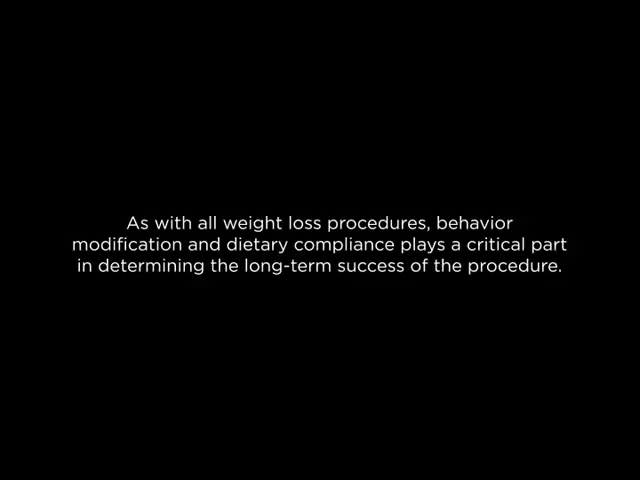 As with all weight loss procedures, behavior
modification and dietary compliance plays a critical part
in determining the long-term success of the procedure.